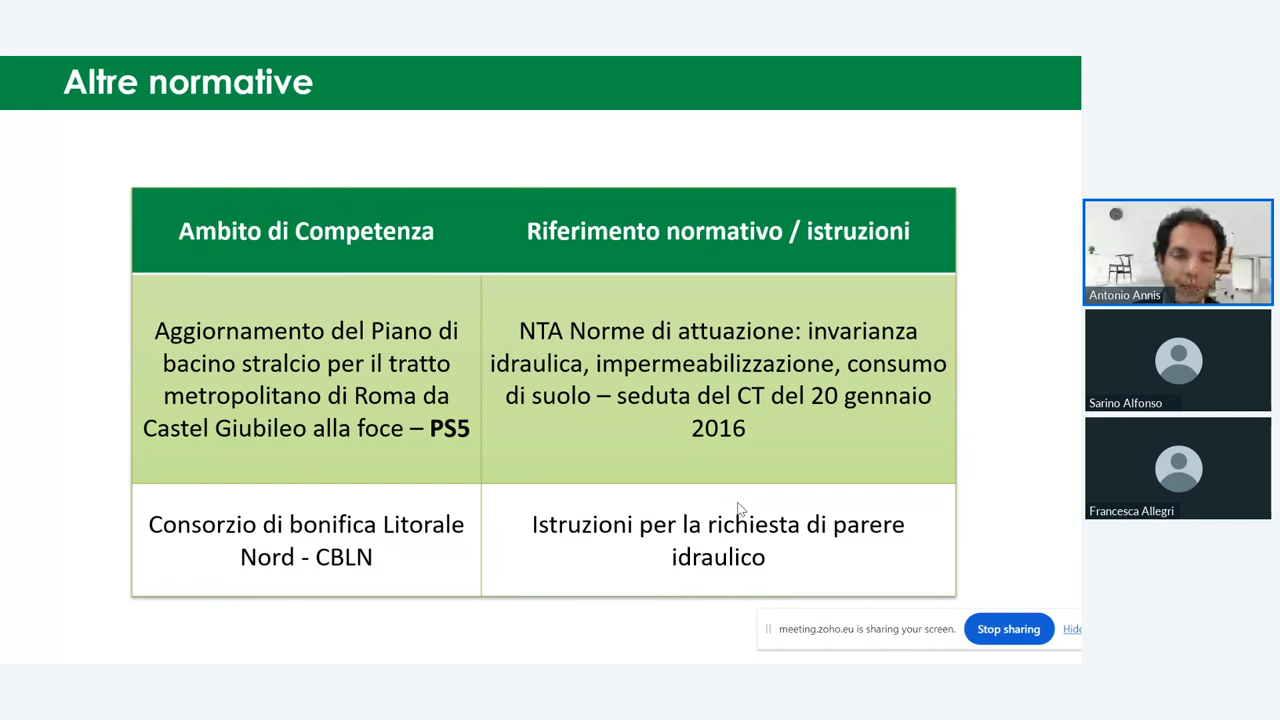 Altre normative
Ambito di Competenza
Riferimento normativo / istruzioni
Aggiornamento del Piano di
bacino stralcio per il tratto
metropolitano di Roma da
Castel Giubileo alla foce – PS5
NTA Norme di attuazione: invarianza
idraulica, impermeabilizzazione, consumo
di suolo – seduta del CT del 20 gennaio
2016
Consorzio di bonifica Litorale
Nord - CBLN
Istruzioni per la richiesta di parere
idraulico
meeting.zoho.eu is sharing your screen.
Stop sharing
Hide
Antonio Annis
Sarino Alfonso
Francesca Allegri